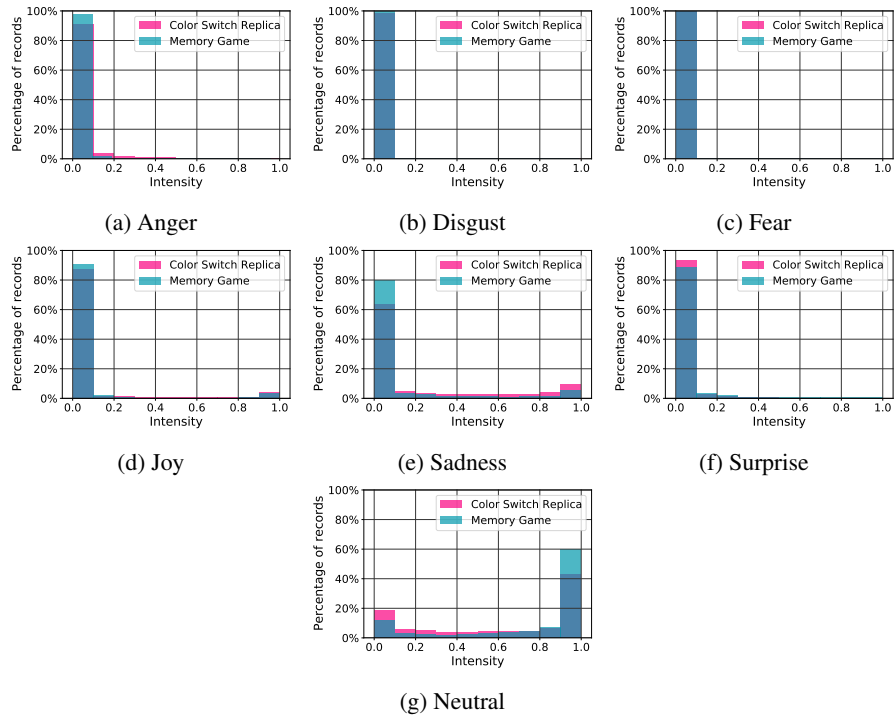 100%
80%
60%
40%
20%
0%
Percentage of records
Color Switch Replica
Memory Game
0.0 0.2 0.4 0.6 0.8 1.0
Intensity
(a) Anger
100%
80%
60%
40%
20%
0%
Percentage of records
Color Switch Replica
Memory Game
0.0 0.2 0.4 0.6 0.8 1.0
Intensity
(b) Disgust
100%
80%
60%
40%
20%
0%
Percentage of records
Color Switch Replica
Memory Game
0.0 0.2 0.4 0.6 0.8 1.0
Intensity
(c) Fear
100%
80%
60%
40%
20%
0%
Percentage of records
Color Switch Replica
Memory Game
0.0 0.2 0.4 0.6 0.8 1.0
Intensity
(d) Joy
100%
80%
60%
40%
20%
0%
Percentage of records
Color Switch Replica
Memory Game
0.0 0.2 0.4 0.6 0.8 1.0
Intensity
(e) Sadness
100%
80%
60%
40%
20%
0%
Percentage of records
Color Switch Replica
Memory Game
0.0 0.2 0.4 0.6 0.8 1.0
Intensity
(f) Surprise
100%
80%
60%
40%
20%
0%
Percentage of records
Color Switch Replica
Memory Game
0.0 0.2 0.4 0.6 0.8 1.0
Intensity
(g) Neutral